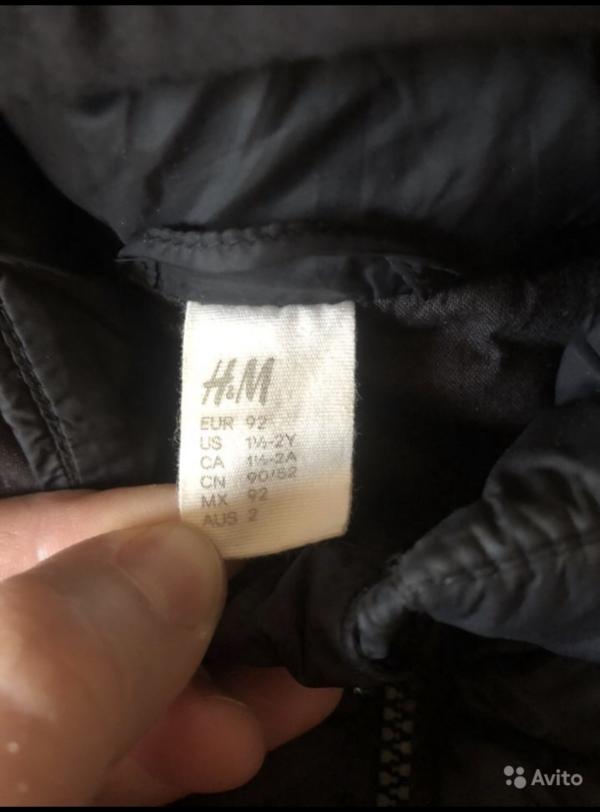 H&M
EUR 92
US 1½-2Y
CA 1½-2A
CN 90/52
MX 92
AUS 2
Avito